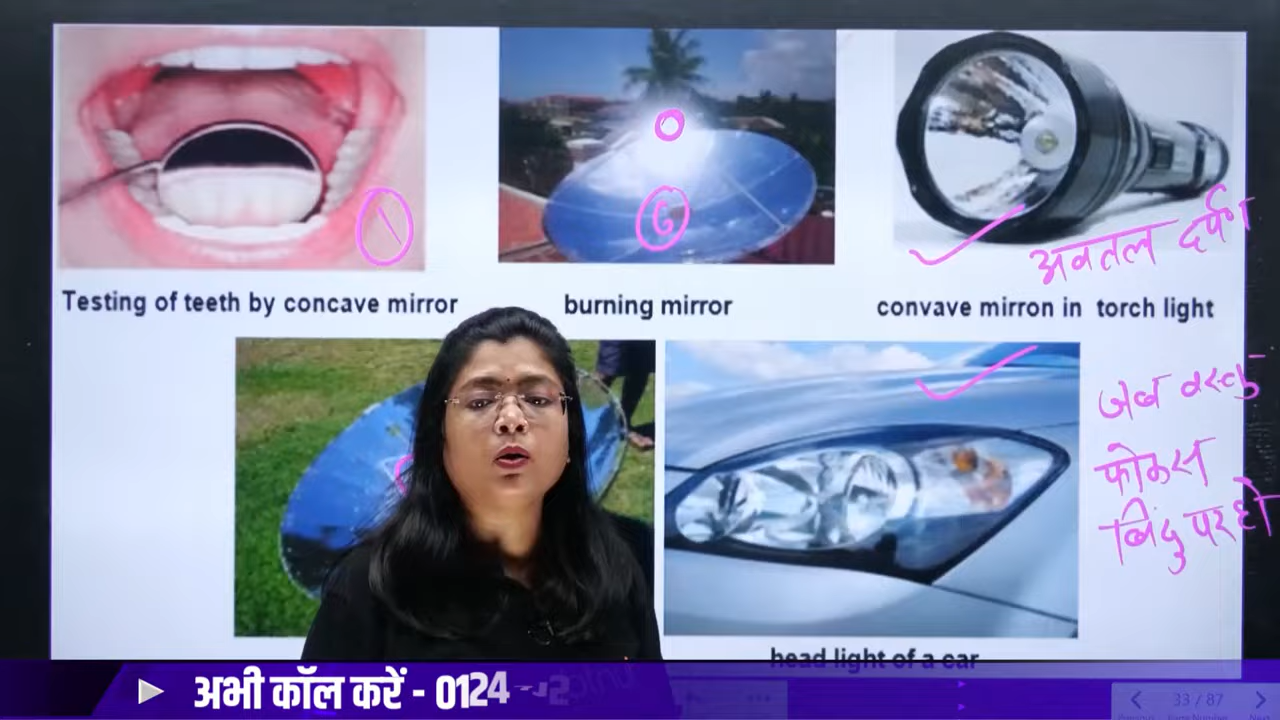 Testing of teeth by concave mirror
burning mirror
convave mirron in torch light
अवतल दर्पण
जब वस्तु
फोकस
बिंदु पर हो
head light of a car
अभी कॉल करें - 0124
33 / 87